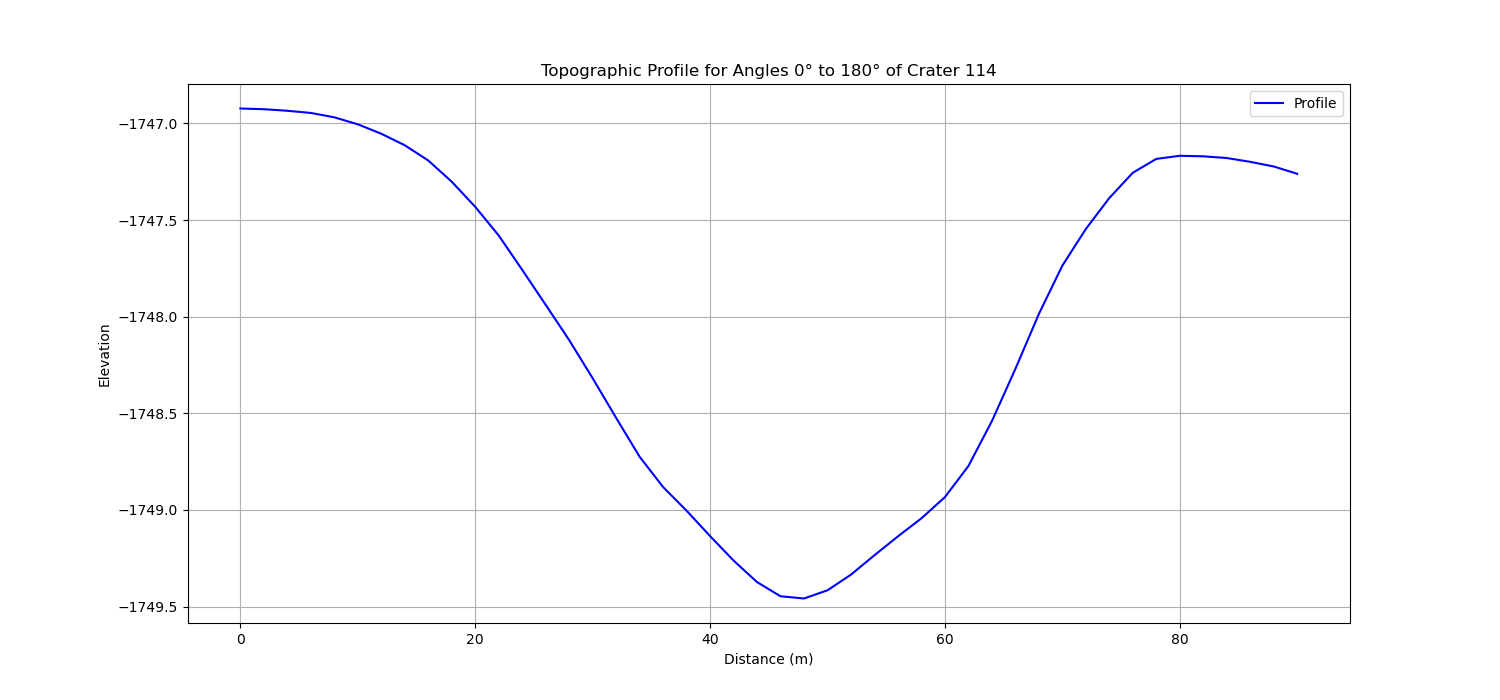 Topographic Profile for Angles 0° to 180° of Crater 114
Profile
−1747.0
−1747.5
−1748.0
−1748.5
−1749.0
−1749.5
Elevation
0 20 40 60 80
Distance (m)